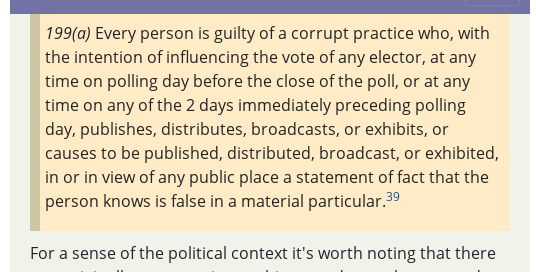 199(a) Every person is guilty of a corrupt practice who, with
the intention of influencing the vote of any elector, at any
time on polling day before the close of the poll, or at any
time on any of the 2 days immediately preceding polling
day, publishes, distributes, broadcasts, or exhibits, or
causes to be published, distributed, broadcast, or exhibited,
in or in view of any public place a statement of fact that the
person knows is false in a material particular.39
For a sense of the political context it's worth noting that there